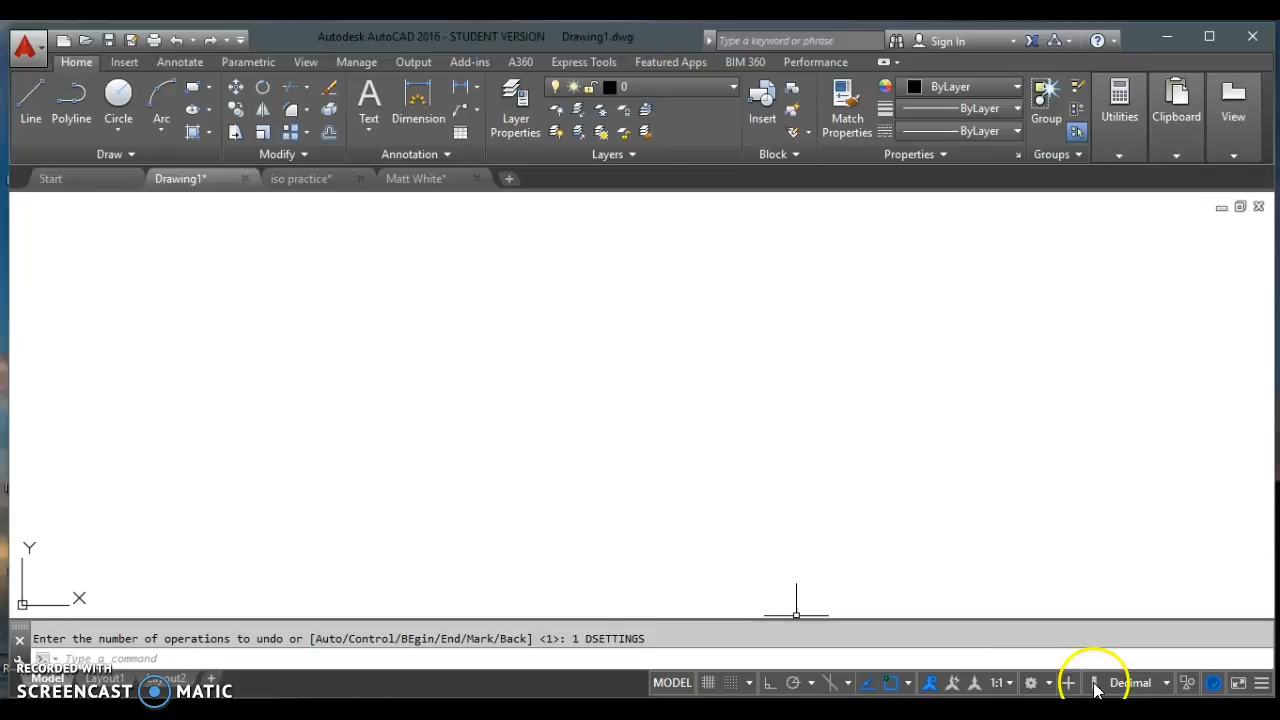 Autodesk AutoCAD 2016 - STUDENT VERSION Drawing1.dwg
Type a keyword or phrase
Sign In
Home Insert Annotate Parametric View Manage Output Add-ins A360 Express Tools Featured Apps BIM 360 Performance
0
ByLayer
ByLayer
ByLayer
Line Polyline Circle Arc Text Dimension Layer Properties Insert Match Properties Group Utilities Clipboard View
Draw Modify Annotation Layers Block Properties Groups
Start Drawing1* iso practice* Matt White*
Y
X
Enter the number of operations to undo or [Auto/Control/BEgin/End/Mark/Back] <1>: 1 DSETTINGS
Type a command
RECORDED WITH
Model Layout1 Layout2
MODEL 1:1 Decimal
SCREENCAST MATIC